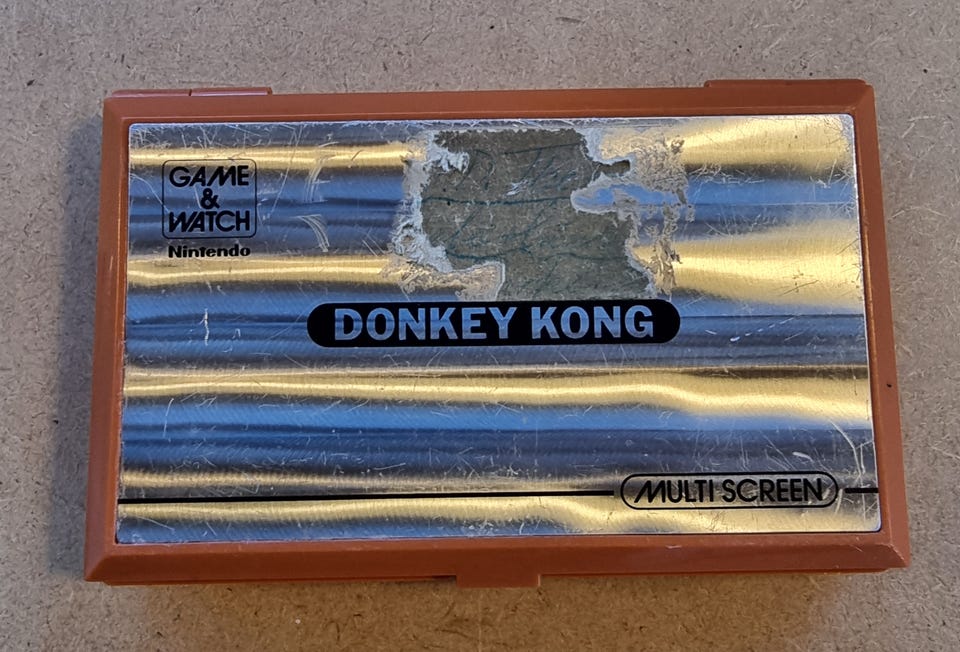 GAME
&
WATCH
Nintendo
DONKEY KONG
MULTI SCREEN